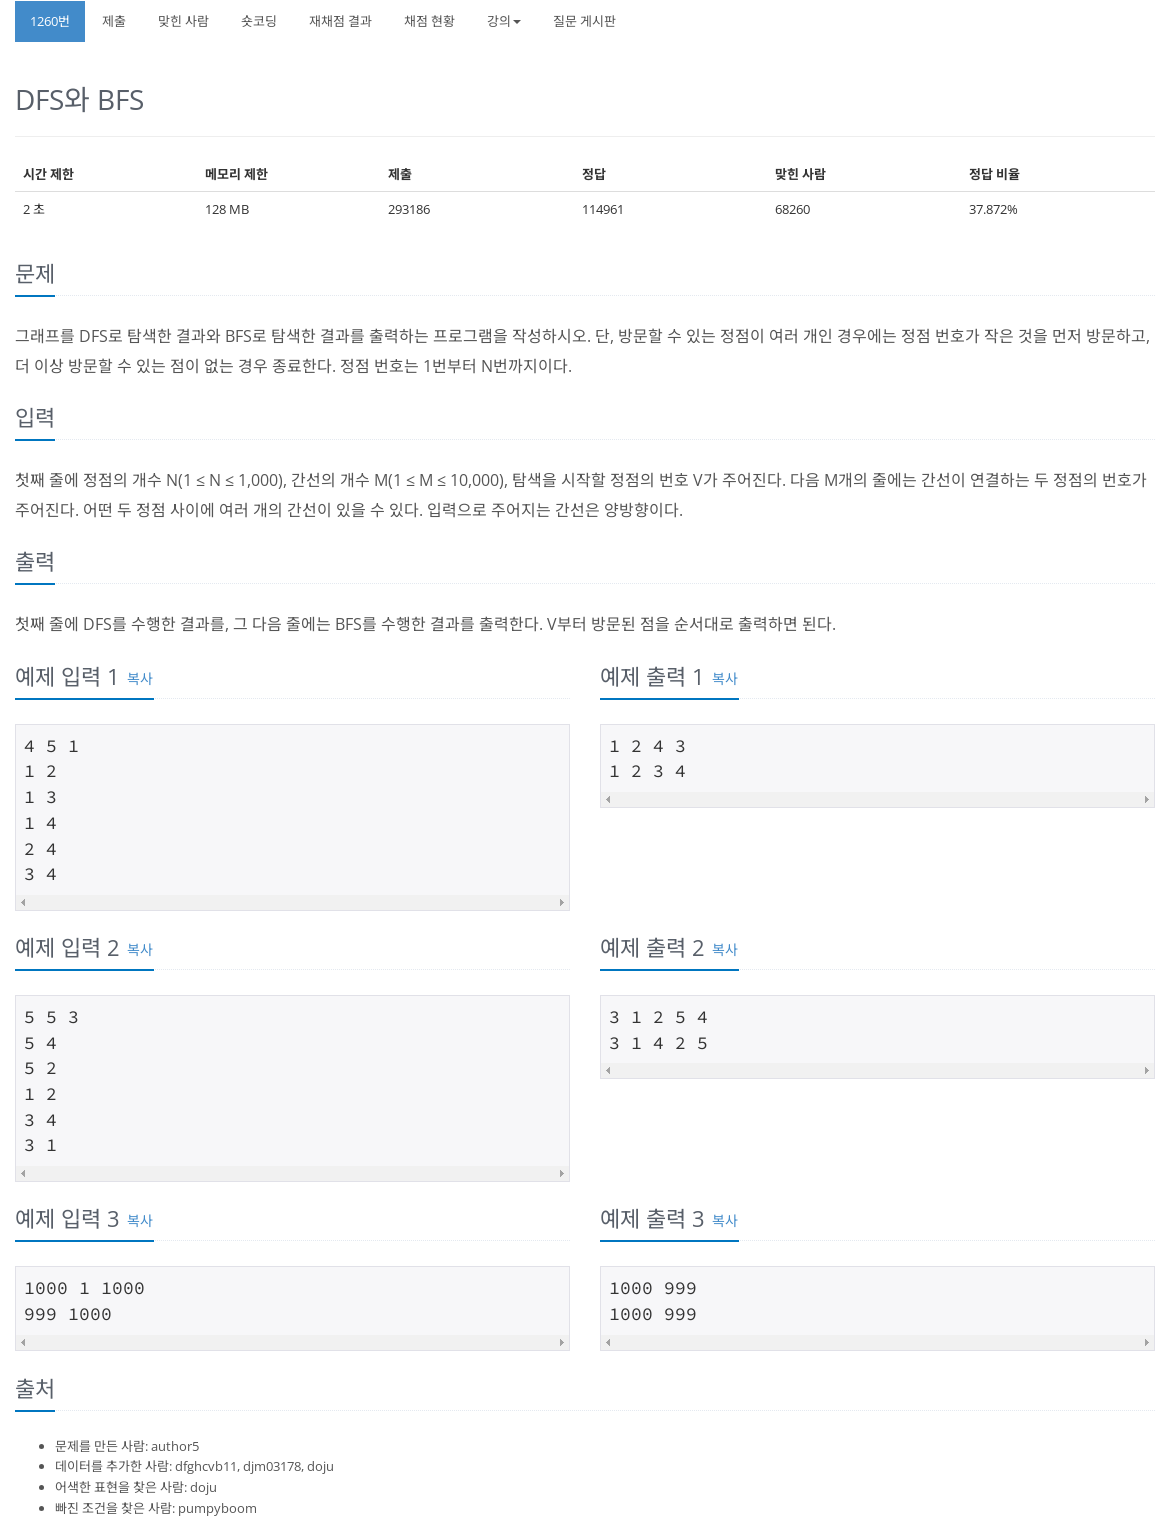 1260번 제출 맞힌 사람 숏코딩 재채점 결과 채점 현황 강의 질문 게시판
DFS와 BFS
시간 제한 메모리 제한 제출 정답 맞힌 사람 정답 비율
2 초 128 MB 293186 114961 68260 37.872%
문제
그래프를 DFS로 탐색한 결과와 BFS로 탐색한 결과를 출력하는 프로그램을 작성하시오. 단, 방문할 수 있는 정점이 여러 개인 경우에는 정점 번호가 작은 것을 먼저 방문하고,
더 이상 방문할 수 있는 점이 없는 경우 종료한다. 정점 번호는 1번부터 N번까지이다.
입력
첫째 줄에 정점의 개수 N(1 ≤ N ≤ 1,000), 간선의 개수 M(1 ≤ M ≤ 10,000), 탐색을 시작할 정점의 번호 V가 주어진다. 다음 M개의 줄에는 간선이 연결하는 두 정점의 번호가
주어진다. 어떤 두 정점 사이에 여러 개의 간선이 있을 수 있다. 입력으로 주어지는 간선은 양방향이다.
출력
첫째 줄에 DFS를 수행한 결과를, 그 다음 줄에는 BFS를 수행한 결과를 출력한다. V부터 방문된 점을 순서대로 출력하면 된다.
예제 입력 1 복사
4 5 1
1 2
1 3
1 4
2 4
3 4
예제 출력 1 복사
1 2 4 3
1 2 3 4
예제 입력 2 복사
5 5 3
5 4
5 2
1 2
3 4
3 1
예제 출력 2 복사
3 1 2 5 4
3 1 4 2 5
예제 입력 3 복사
1000 1 1000
999 1000
예제 출력 3 복사
1000 999
1000 999
출처
문제를 만든 사람: author5
데이터를 추가한 사람: dfghcvb11, djm03178, doju
어색한 표현을 찾은 사람: doju
빠진 조건을 찾은 사람: pumpyboom